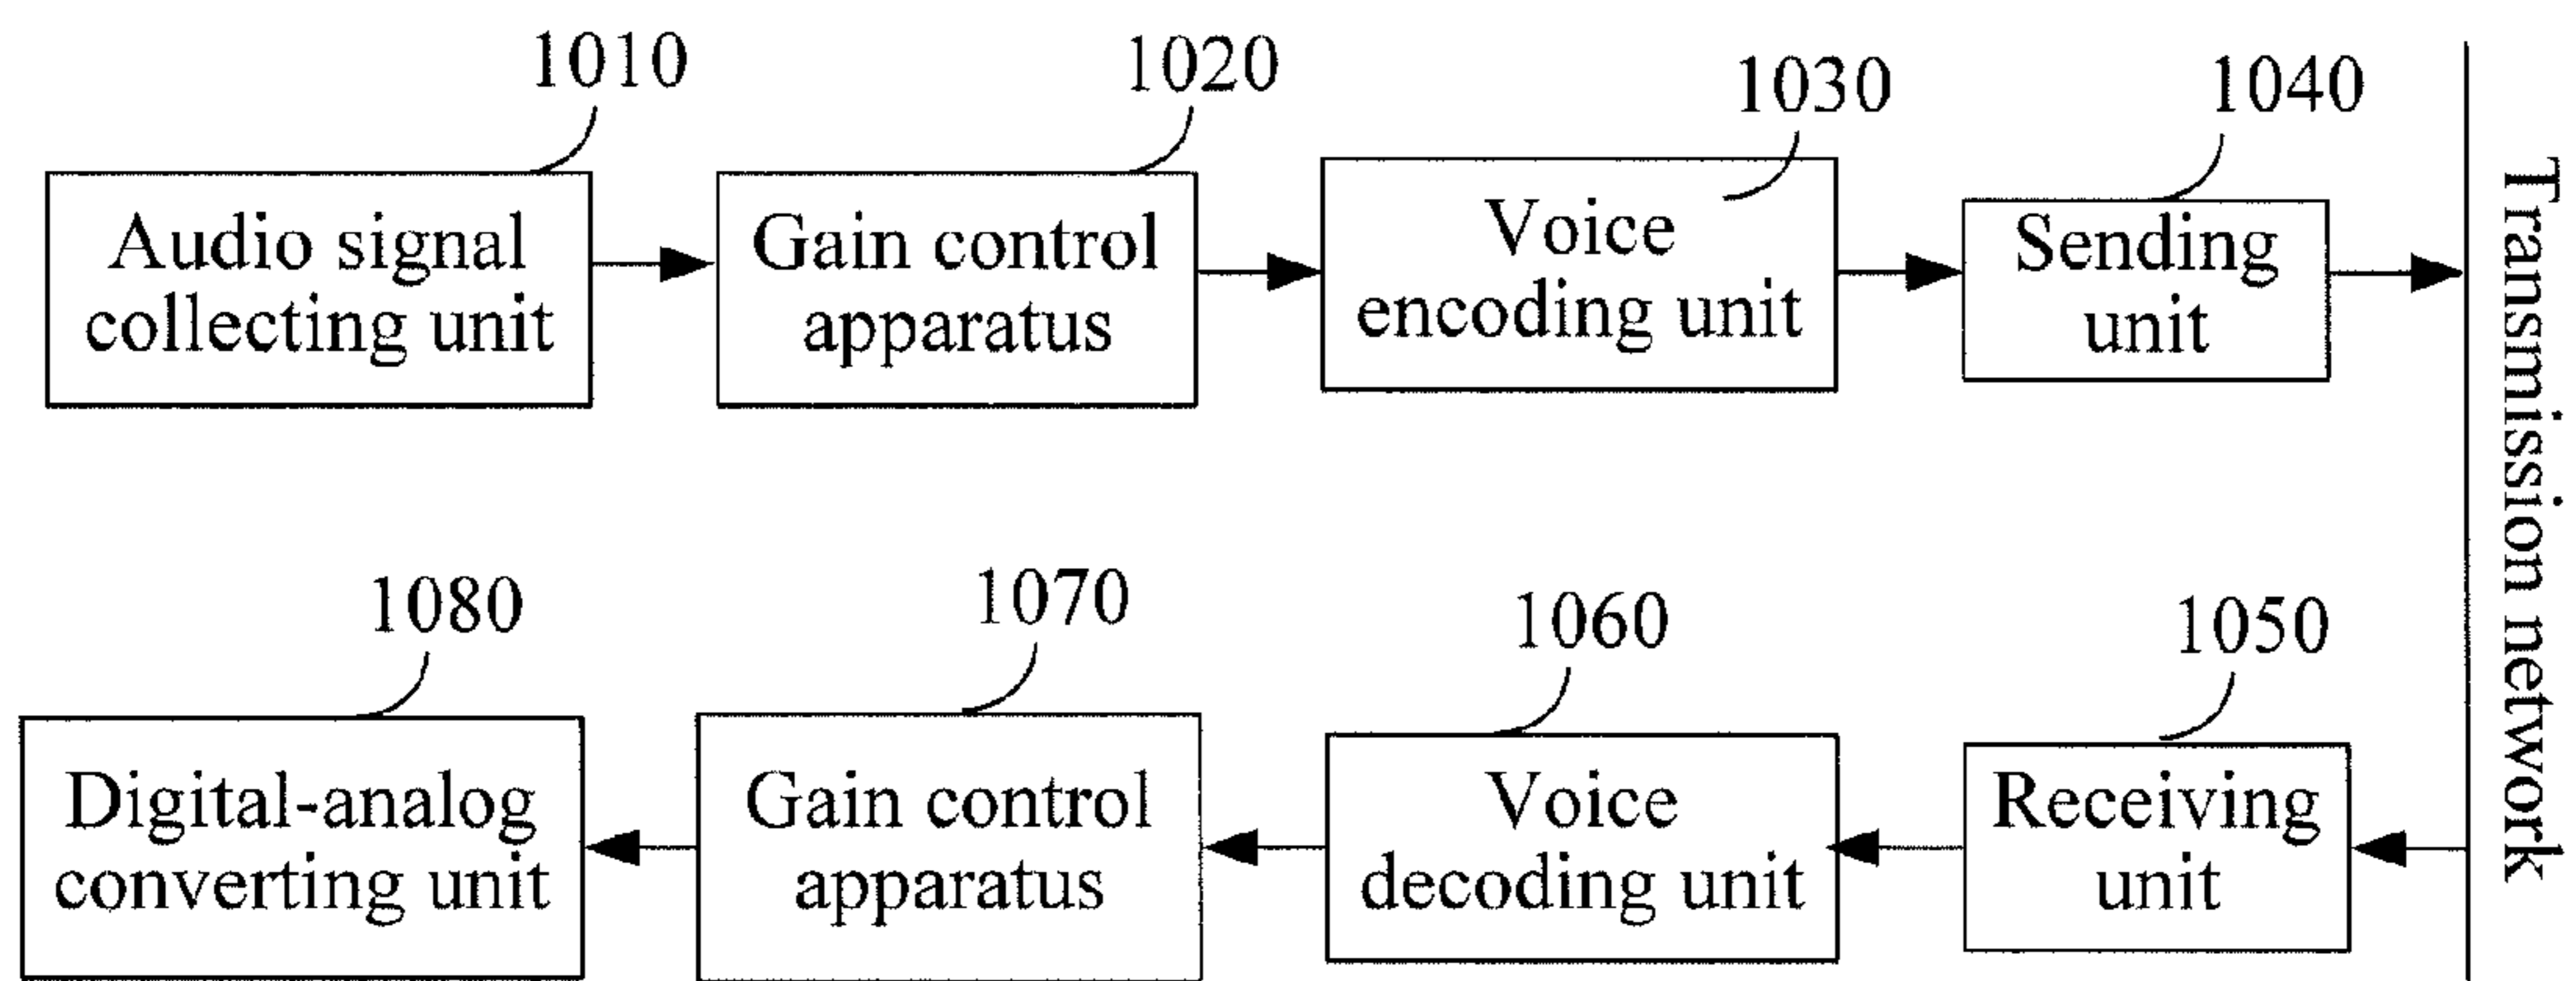 1010
1020
1030
1040
Audio signal
collecting unit
Gain control
apparatus
Voice
encoding unit
Sending
unit
Transmission network
1080
1070
1060
1050
Digital-analog
converting unit
Gain control
apparatus
Voice
decoding unit
Receiving
unit